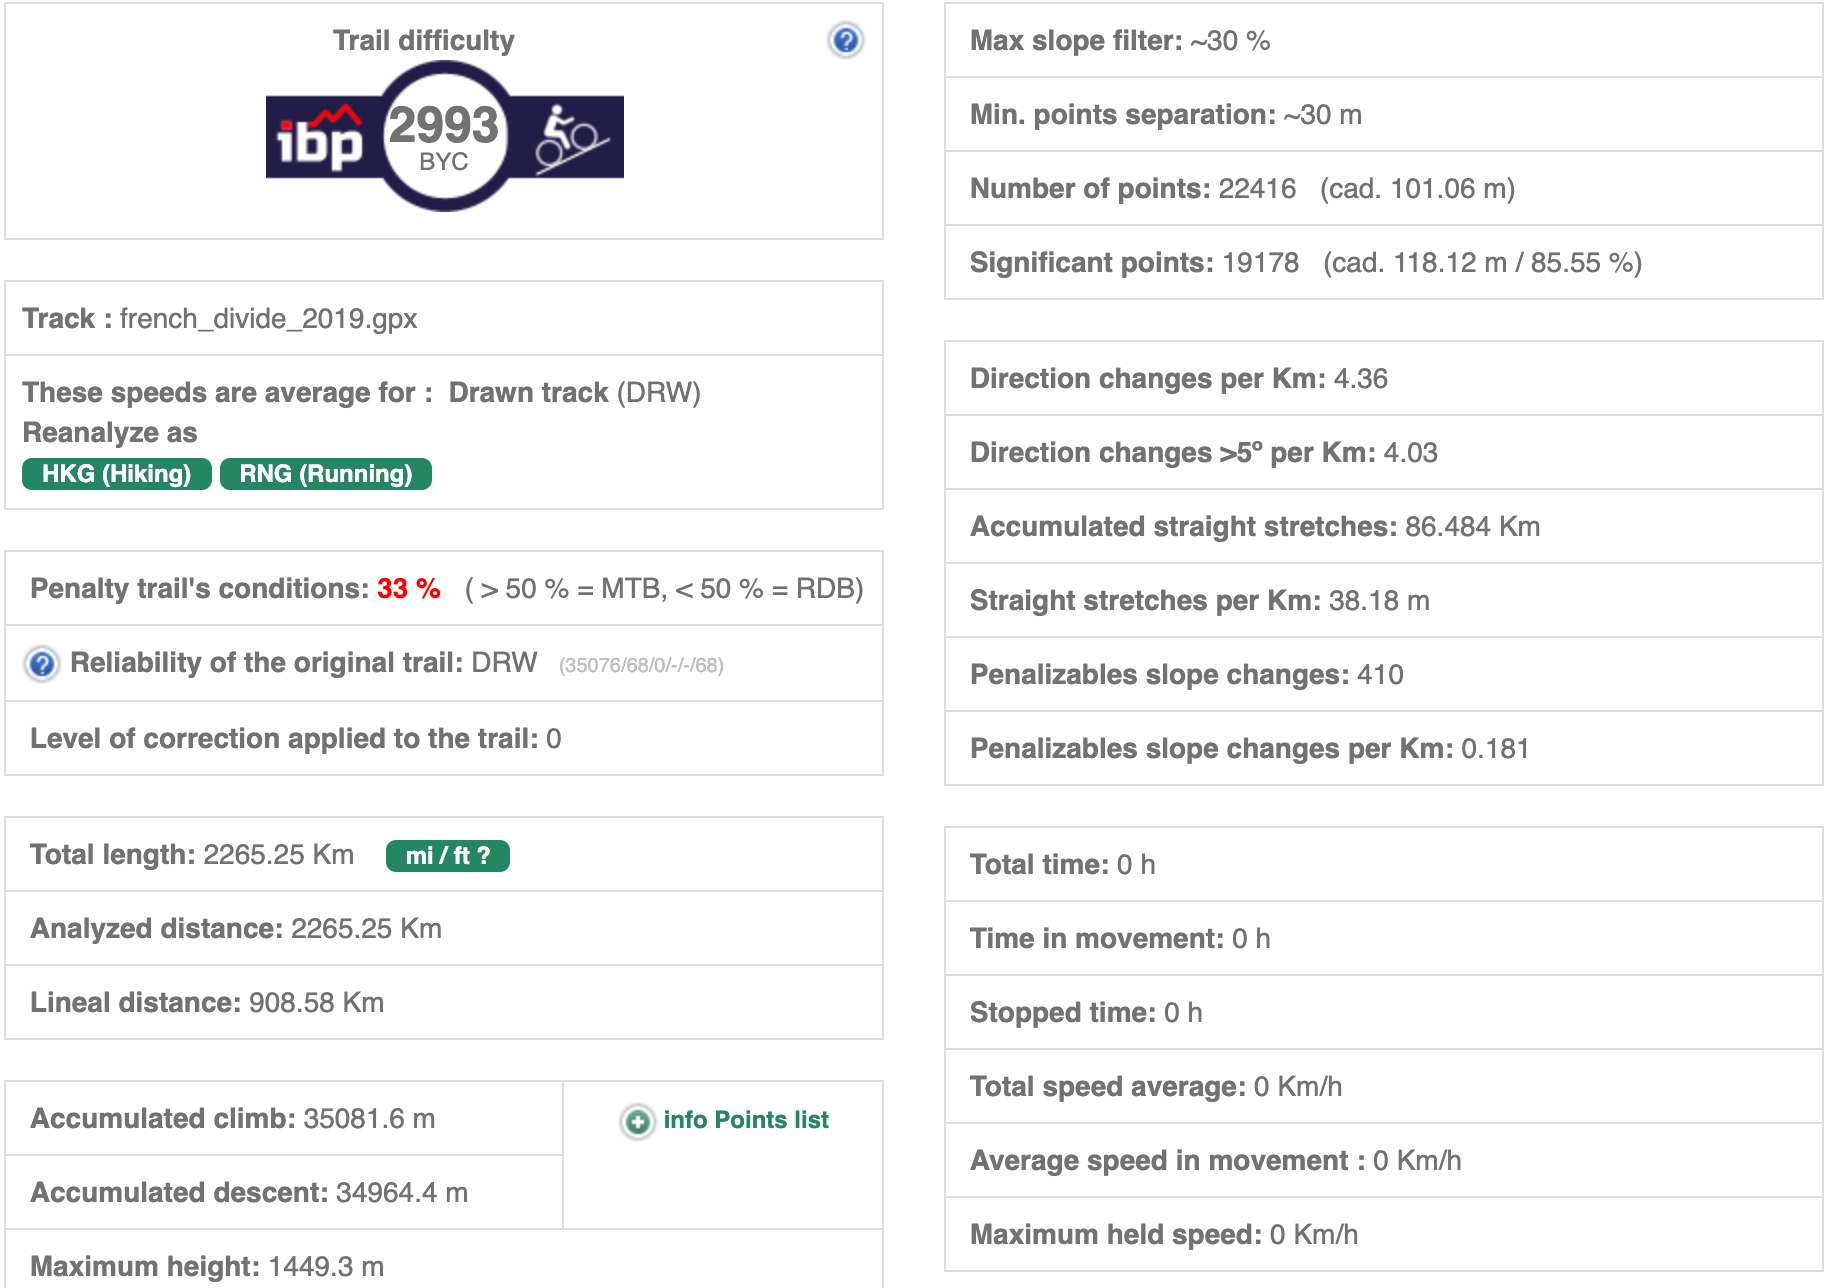 Trail difficulty
ibp
2993
BYC
Track : french_divide_2019.gpx
These speeds are average for : Drawn track (DRW)
Reanalyze as
HKG (Hiking) RNG (Running)
Penalty trail's conditions: 33 % ( > 50 % = MTB, < 50 % = RDB)
Reliability of the original trail: DRW (35076/68/0/-/-/68)
Level of correction applied to the trail: 0
Total length: 2265.25 Km mi / ft ?
Analyzed distance: 2265.25 Km
Lineal distance: 908.58 Km
Accumulated climb: 35081.6 m
info Points list
Accumulated descent: 34964.4 m
Maximum height: 1449.3 m
Max slope filter: ~30 %
Min. points separation: ~30 m
Number of points: 22416 (cad. 101.06 m)
Significant points: 19178 (cad. 118.12 m / 85.55 %)
Direction changes per Km: 4.36
Direction changes >5º per Km: 4.03
Accumulated straight stretches: 86.484 Km
Straight stretches per Km: 38.18 m
Penalizables slope changes: 410
Penalizables slope changes per Km: 0.181
Total time: 0 h
Time in movement: 0 h
Stopped time: 0 h
Total speed average: 0 Km/h
Average speed in movement : 0 Km/h
Maximum held speed: 0 Km/h